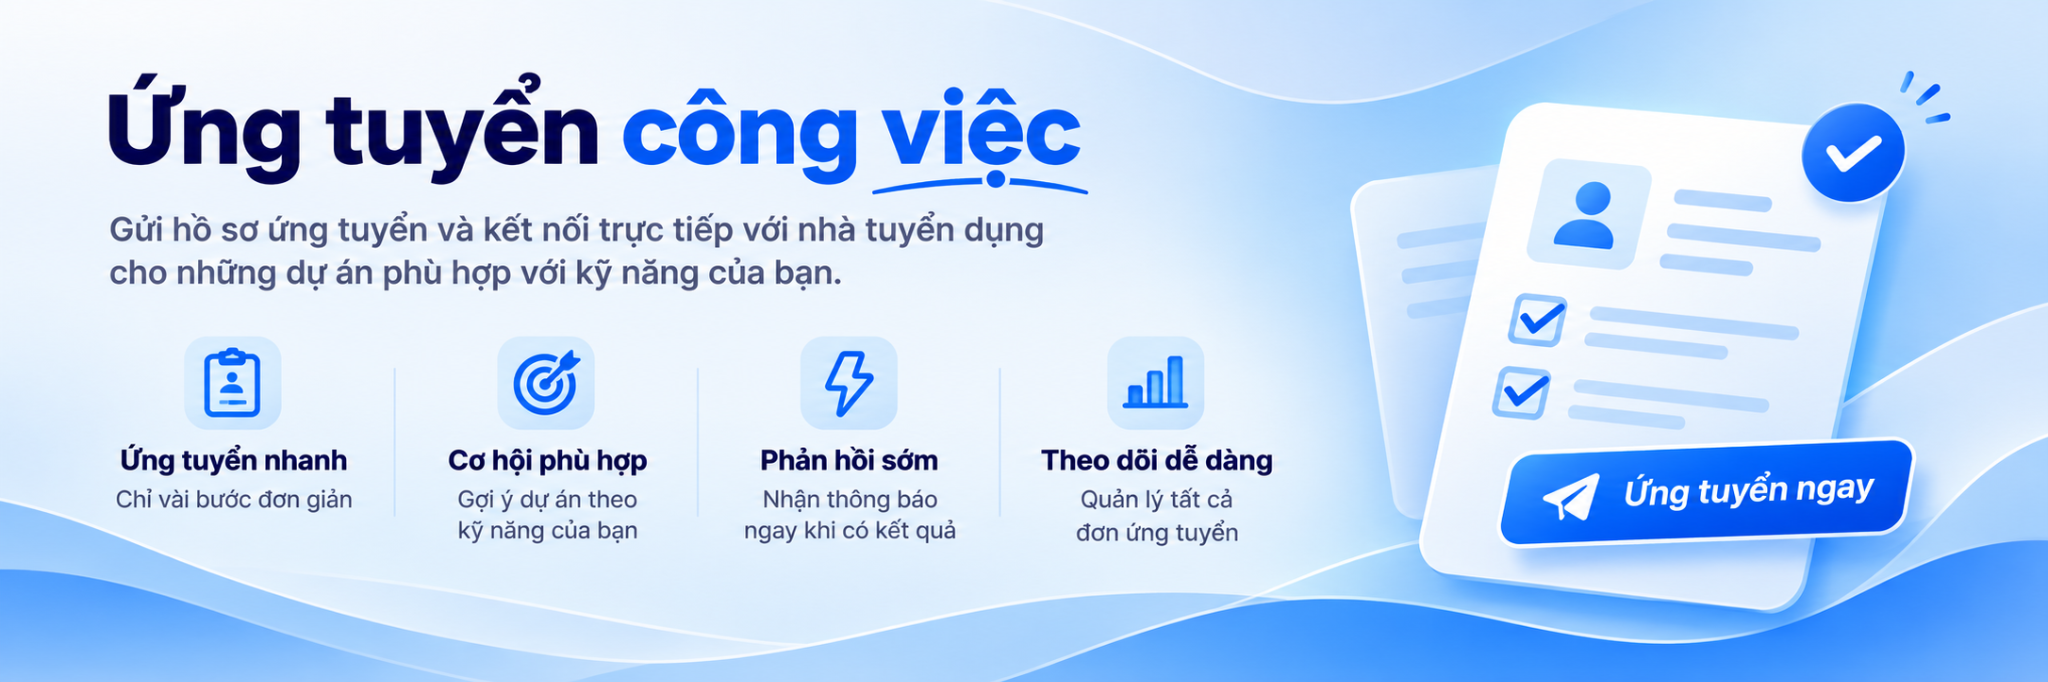 Ứng tuyển công việc
Gửi hồ sơ ứng tuyển và kết nối trực tiếp với nhà tuyển dụng
cho những dự án phù hợp với kỹ năng của bạn.
Ứng tuyển nhanh
Chỉ vài bước đơn giản
Cơ hội phù hợp
Gợi ý dự án theo
kỹ năng của bạn
Phản hồi sớm
Nhận thông báo
ngay khi có kết quả
Theo dõi dễ dàng
Quản lý tất cả
đơn ứng tuyển
Ứng tuyển ngay